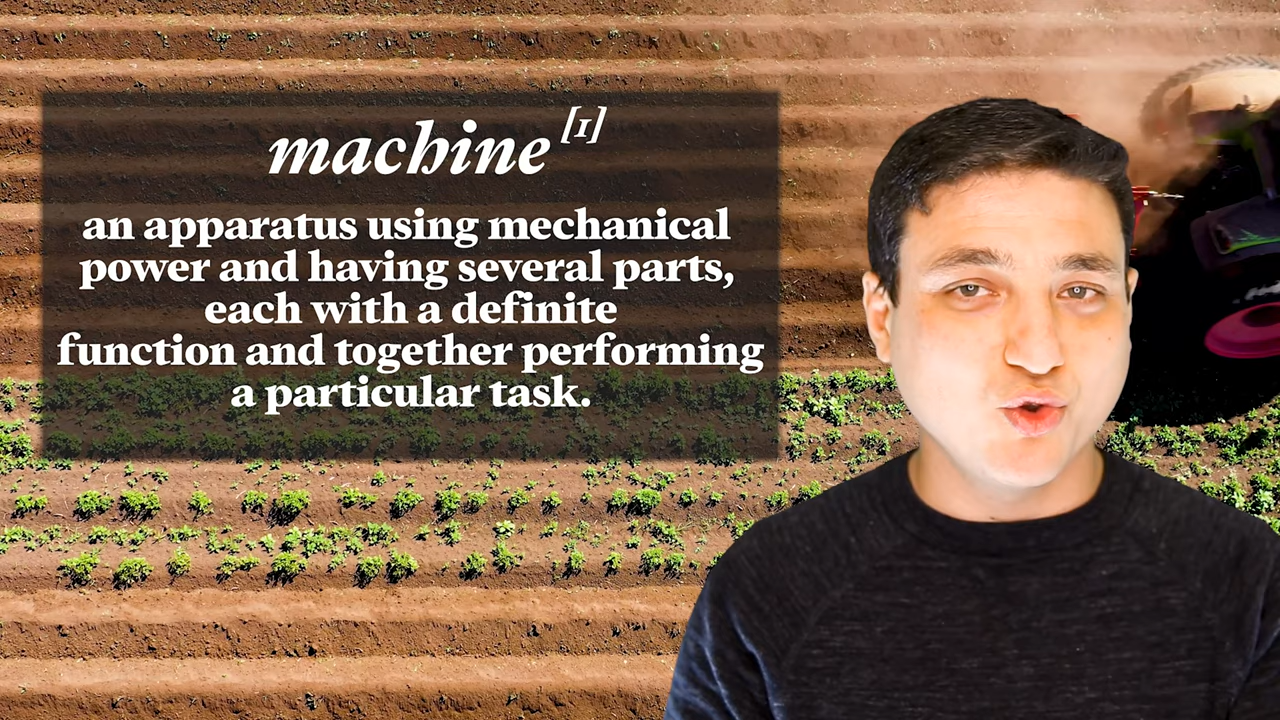 machine [1]
an apparatus using mechanical
power and having several parts,
each with a definite
function and together performing
a particular task.